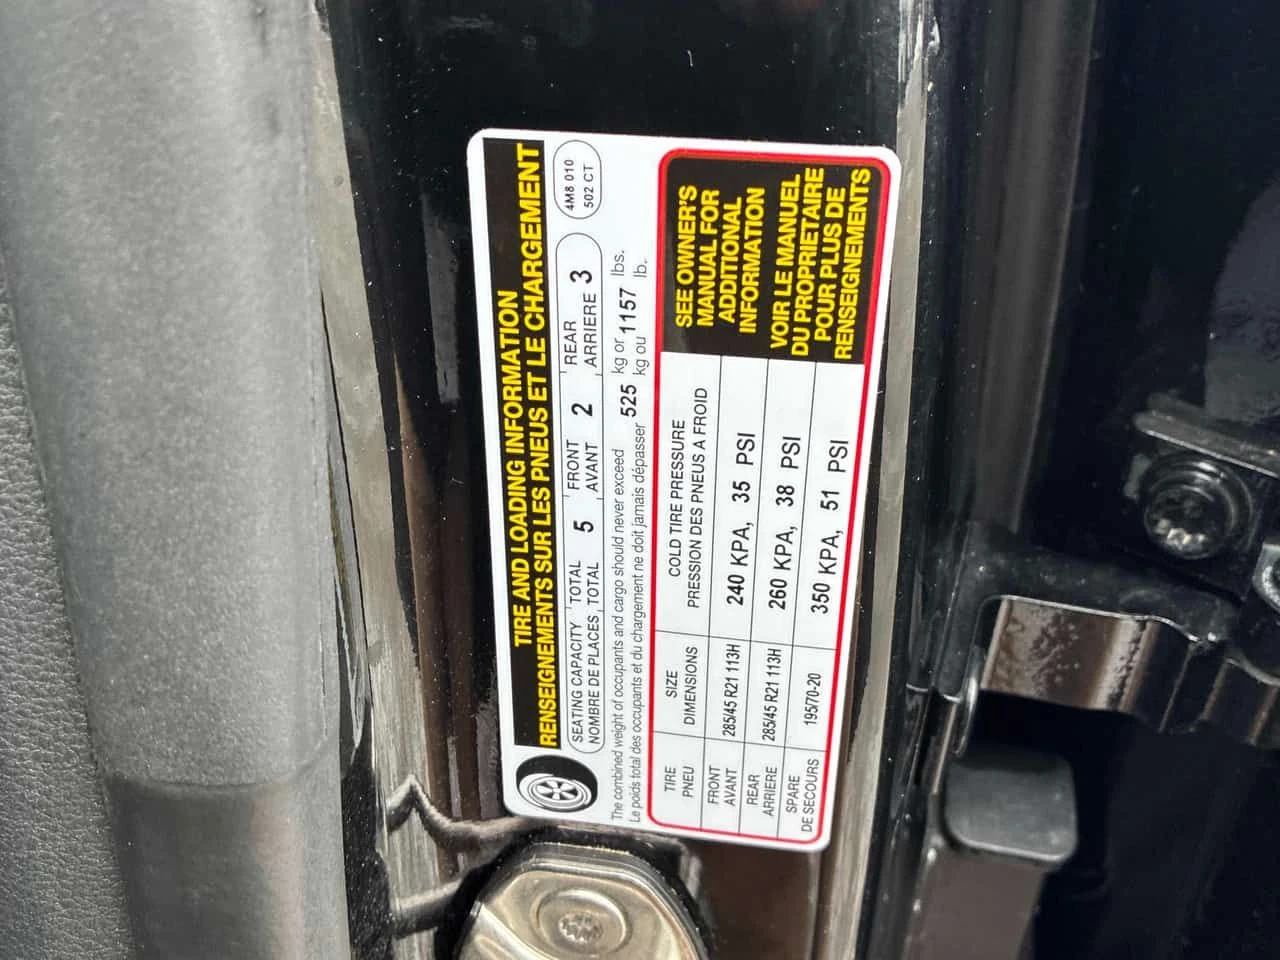 TIRE AND LOADING INFORMATION
RENSEIGNEMENTS SUR LES PNEUS ET LE CHARGEMENT
SEATING CAPACITY TOTAL 5 FRONT 2 REAR 3
NOMBRE DE PLACES TOTAL AVANT ARRIERE
4M8 010
502 CT
The combined weight of occupants and cargo should never exceed 525 kg or 1157 lbs.
Le poids total des occupants et du chargement ne doit jamais dépasser kg ou lb.
TIRE SIZE COLD TIRE PRESSURE
PNEU DIMENSIONS PRESSION DES PNEUS A FROID
FRONT
AVANT 285/45 R21 113H 240 KPA, 35 PSI
REAR
ARRIERE 285/45 R21 113H 260 KPA, 38 PSI
SPARE
DE SECOURS 195/70-20 350 KPA, 51 PSI
SEE OWNER'S
MANUAL FOR
ADDITIONAL
INFORMATION
VOIR LE MANUEL
DU PROPRIETAIRE
POUR PLUS DE
RENSEIGNEMENTS